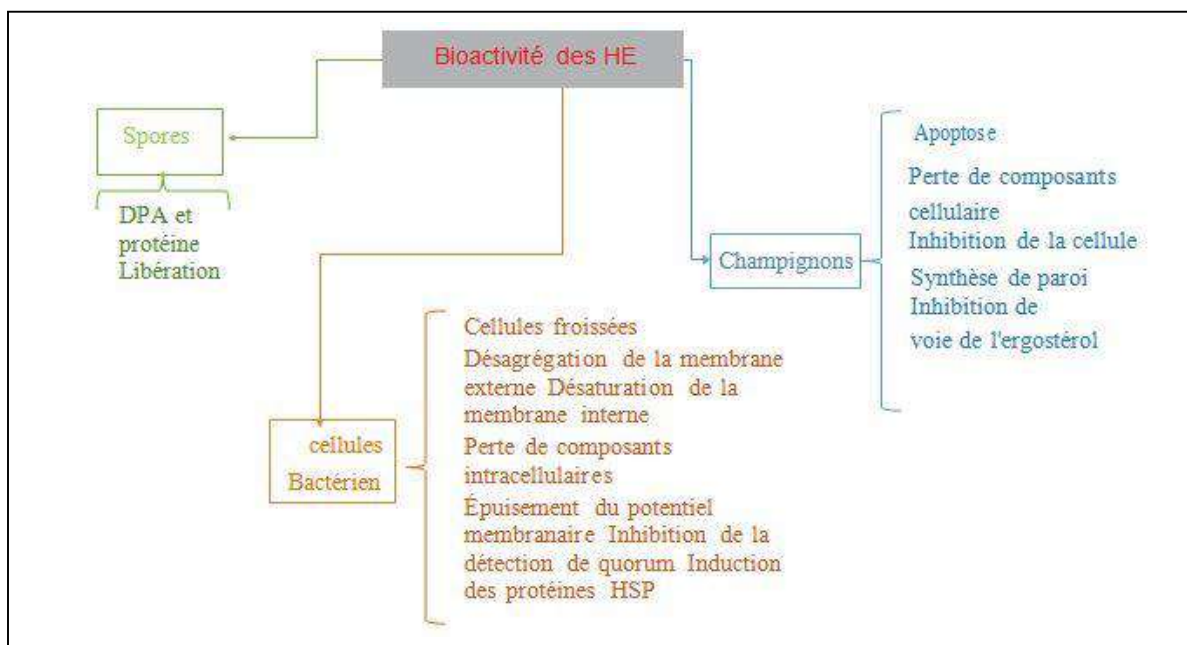 Bioactivité des HE
Spores
DPA et
protéine
Libération
cellules
Bactérien
Cellules froissées
Désagrégation de la membrane
externe Désaturation de la
membrane interne
Perte de composants
intracellulaires
Épuisement du potentiel
membranaire Inhibition de la
détection de quorum Induction
des protéines HSP
Champignons
Apoptose
Perte de composants
cellulaire
Inhibition de la cellule
Synthèse de paroi
Inhibition de
voie de l'ergostérol